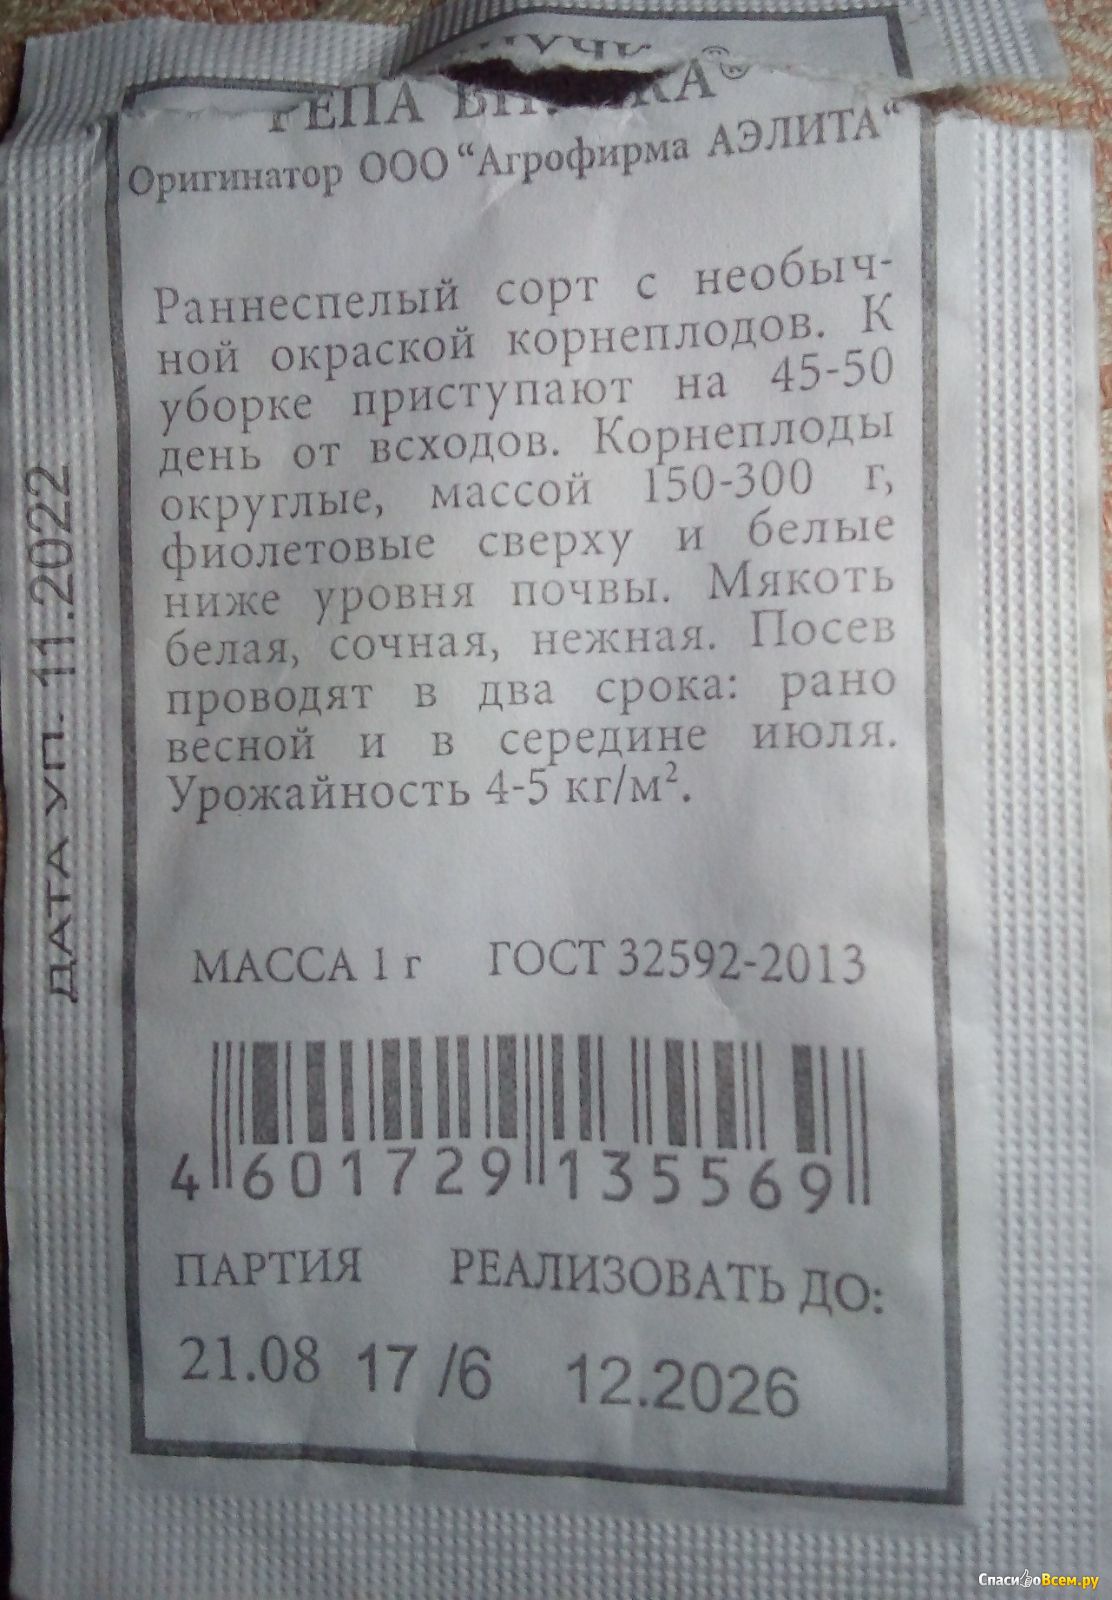 РЕПА
Оригинатор ООО “Агрофирма АЭЛИТА“
Раннеспелый сорт с необыч-
ной окраской корнеплодов. К
уборке приступают на 45-50
день от всходов. Корнеплоды
округлые, массой 150-300 г,
фиолетовые сверху и белые
ниже уровня почвы. Мякоть
белая, сочная, нежная. Посев
проводят в два срока: рано
весной и в середине июля.
Урожайность 4-5 кг/м².
ДАТА УП. 11.2022
МАССА 1 г ГОСТ 32592-2013
4 601729 135569
ПАРТИЯ РЕАЛИЗОВАТЬ ДО:
21.08 17 /6 12.2026
СпасибоВсем.ру